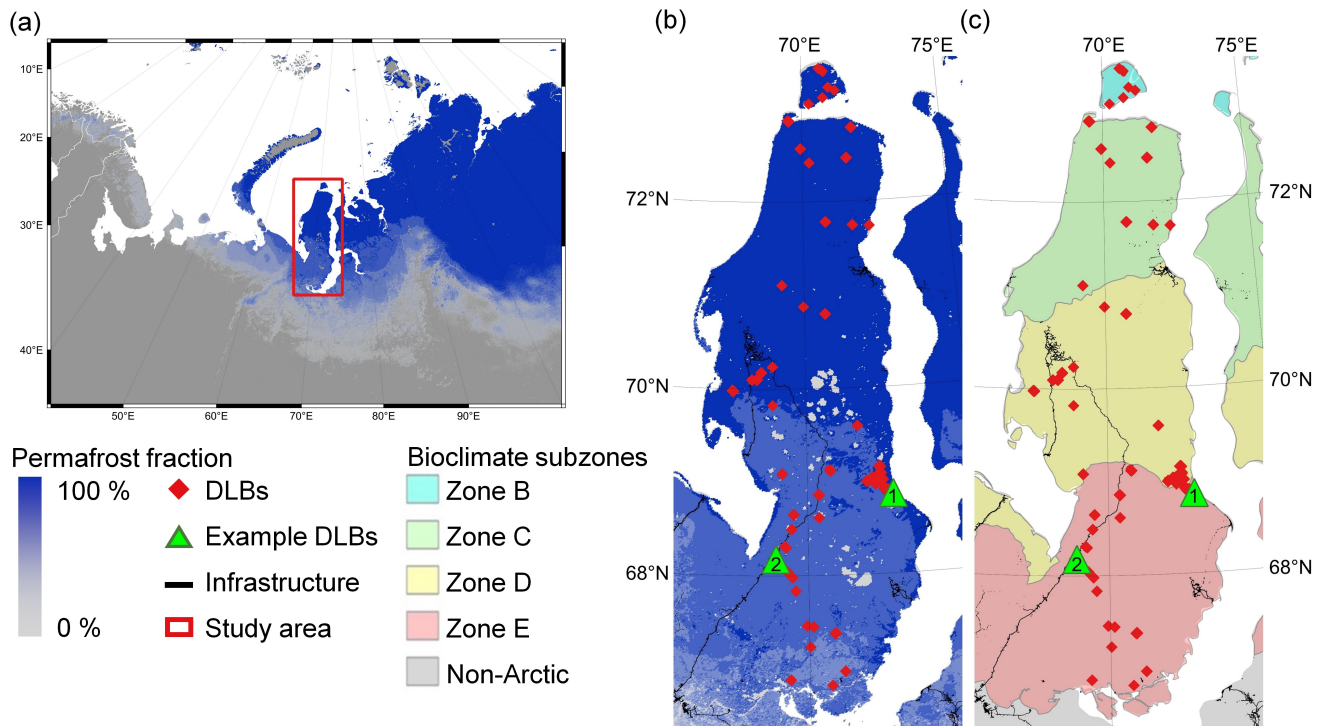 (a)
10°E
20°E
30°E
40°E
50°E
60°E
70°E
80°E
90°E
Permafrost fraction
100 %
0 %
DLBs
Example DLBs
Infrastructure
Study area
Bioclimate subzones
Zone B
Zone C
Zone D
Zone E
Non-Arctic
(b)
70°E 75°E
1
2
(c)
70°E 75°E
72°N 72°N
70°N 70°N
68°N 68°N
1
2